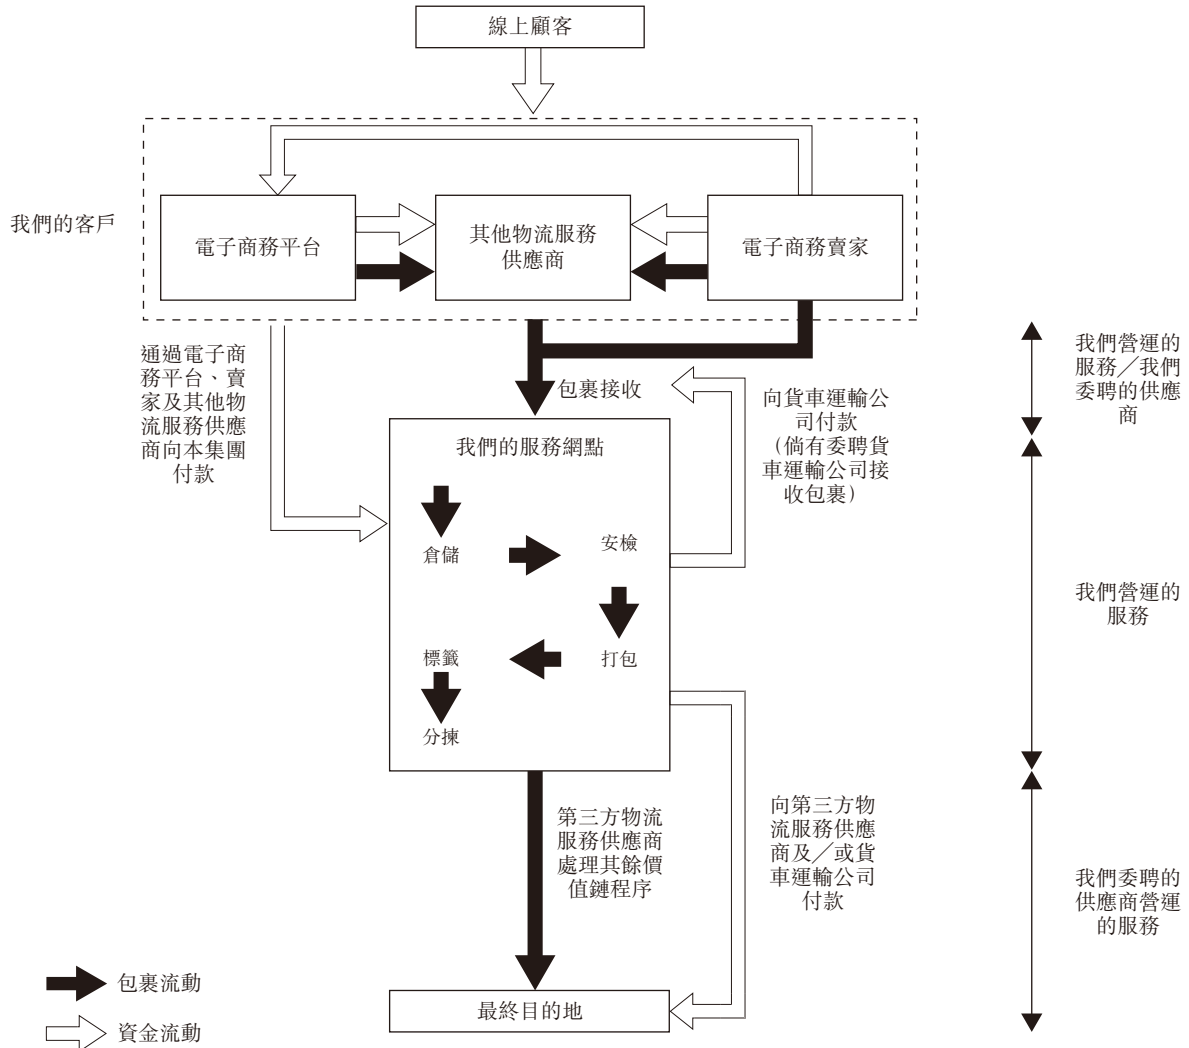 線上顧客
我們的客戶
電子商務平台
其他物流服務
供應商
電子商務賣家
通過電子商
務平台、賣
家及其他物
流服務供應
商向本集團
付款
包裹接收
向貨車運輸公
司付款
（倘有委聘貨
車運輸公司接
收包裹）
我們營運的
服務／我們
委聘的供應
商
我們的服務網點
倉儲
安檢
標籤
打包
分揀
我們營運的
服務
第三方物流
服務供應商
處理其餘價
值鏈程序
向第三方物
流服務供應
商及／或貨
車運輸公司
付款
我們委聘的
供應商營運
的服務
最終目的地
包裹流動
資金流動